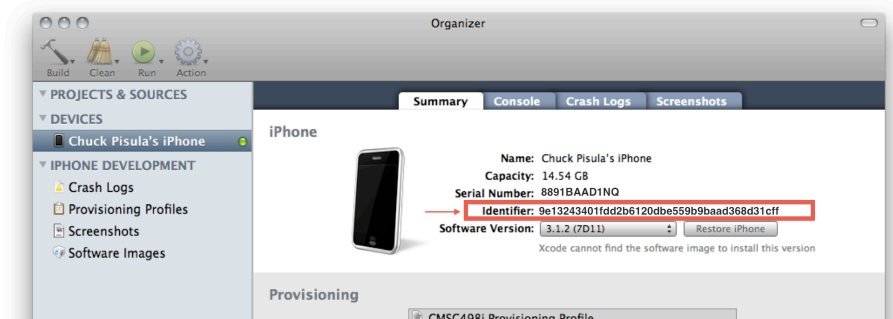 Organizer
Build Clean Run Action
PROJECTS & SOURCES
DEVICES
Chuck Pisula's iPhone
IPHONE DEVELOPMENT
Crash Logs
Provisioning Profiles
Screenshots
Software Images
Summary Console Crash Logs Screenshots
iPhone
Name: Chuck Pisula's iPhone
Capacity: 14.54 GB
Serial Number: 8891BAAD1NQ
Identifier: 9e13243401fdd2b6120dbe559b9baad368d31cff
Software Version: 3.1.2 (7D11) Restore iPhone
Xcode cannot find the software image to install this version
Provisioning
CMSC498i Provisioning Profile